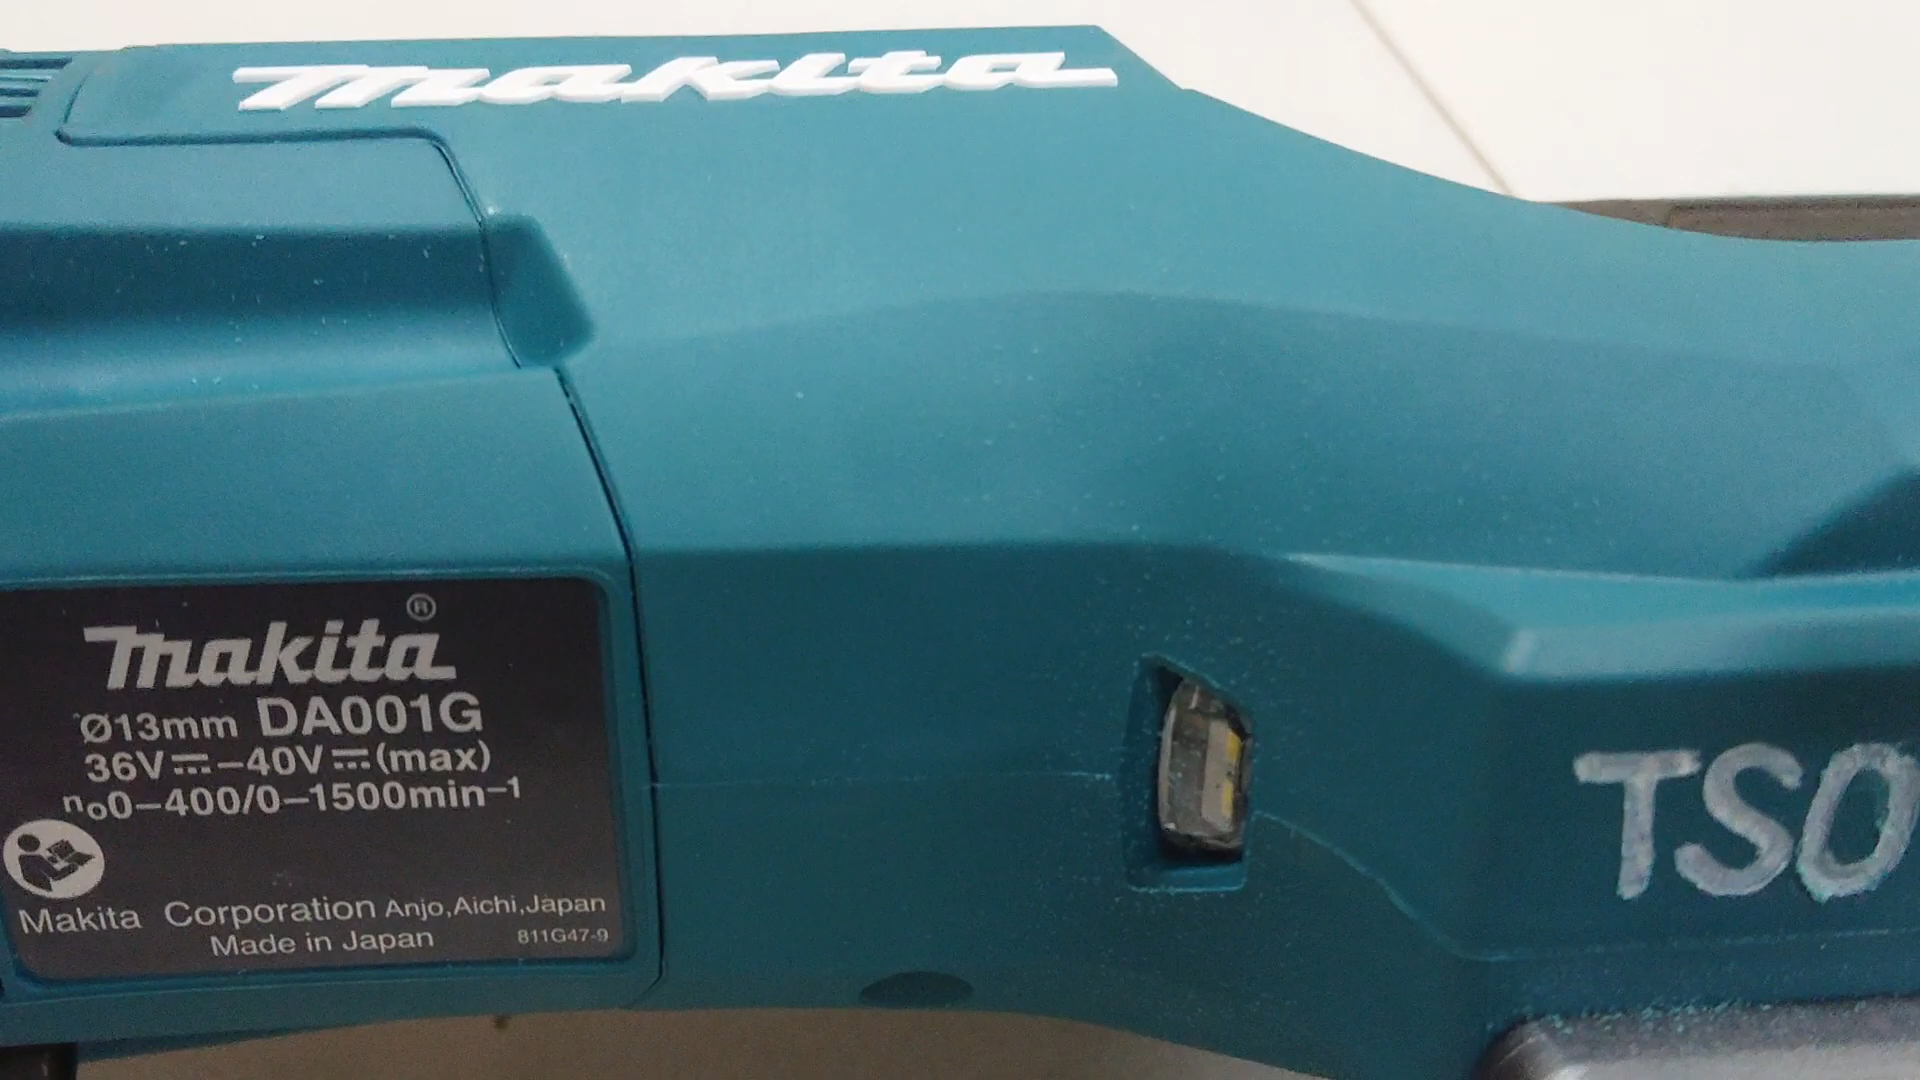 makita
makita®
Ø13mm DA001G
36V⎓–40V⎓(max)
n₀0–400/0–1500min⁻¹
Makita Corporation Anjo,Aichi,Japan
Made in Japan 811G47-9
TSO